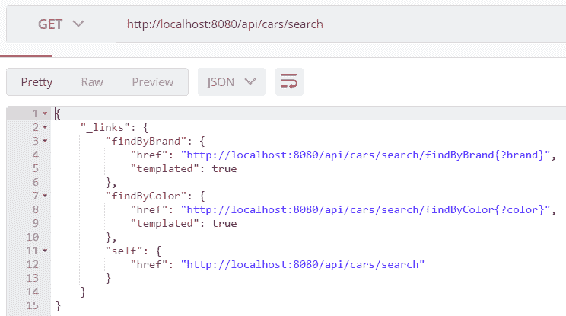 GET http://localhost:8080/api/cars/search
Pretty Raw Preview JSON
1 {
2 "_links": {
3 "findByBrand": {
4 "href": "http://localhost:8080/api/cars/search/findByBrand{?brand}",
5 "templated": true
6 },
7 "findByColor": {
8 "href": "http://localhost:8080/api/cars/search/findByColor{?color}",
9 "templated": true
10 },
11 "self": {
12 "href": "http://localhost:8080/api/cars/search"
13 }
14 }
15 }